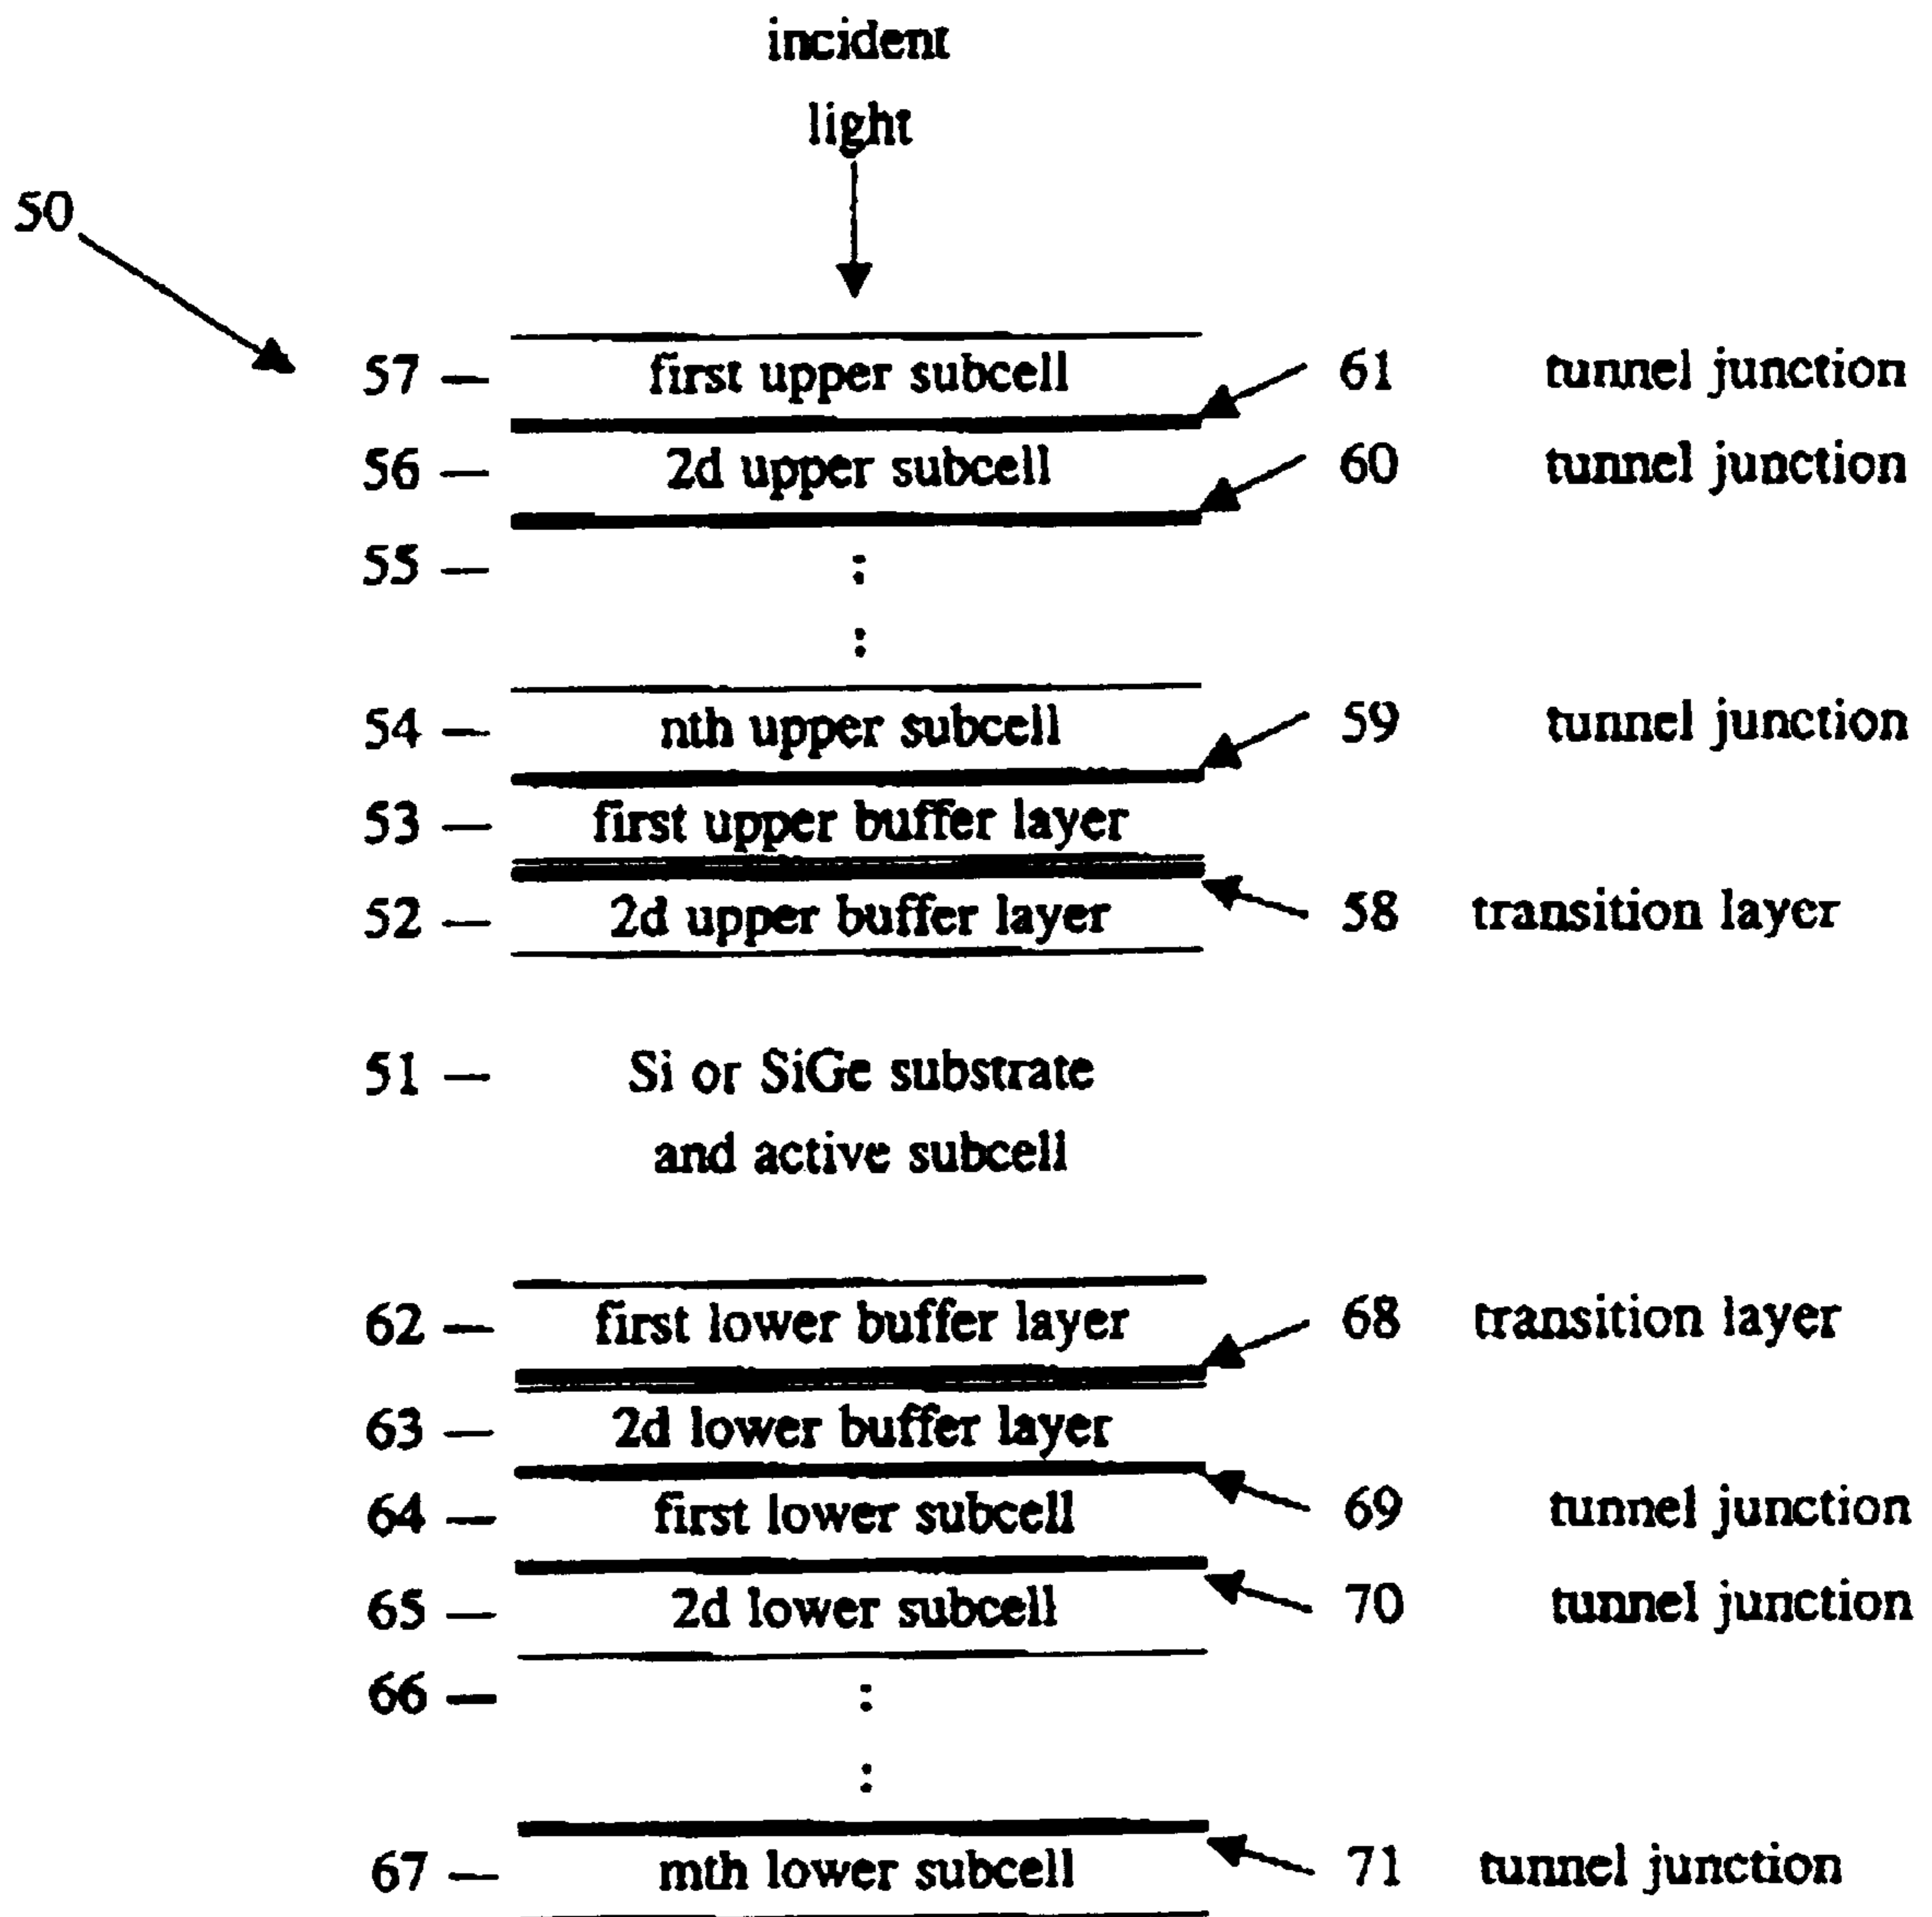 incident
light
50
57 — first upper subcell 61 tunnel junction
56 — 2d upper subcell 60 tunnel junction
55 — :
:
54 — nth upper subcell 59 tunnel junction
53 — first upper buffer layer
52 — 2d upper buffer layer 58 transition layer
51 — Si or SiGe substrate
and active subcell
62 — first lower buffer layer 68 transition layer
63 — 2d lower buffer layer
64 — first lower subcell 69 tunnel junction
65 — 2d lower subcell 70 tunnel junction
66 — :
:
67 — mth lower subcell 71 tunnel junction